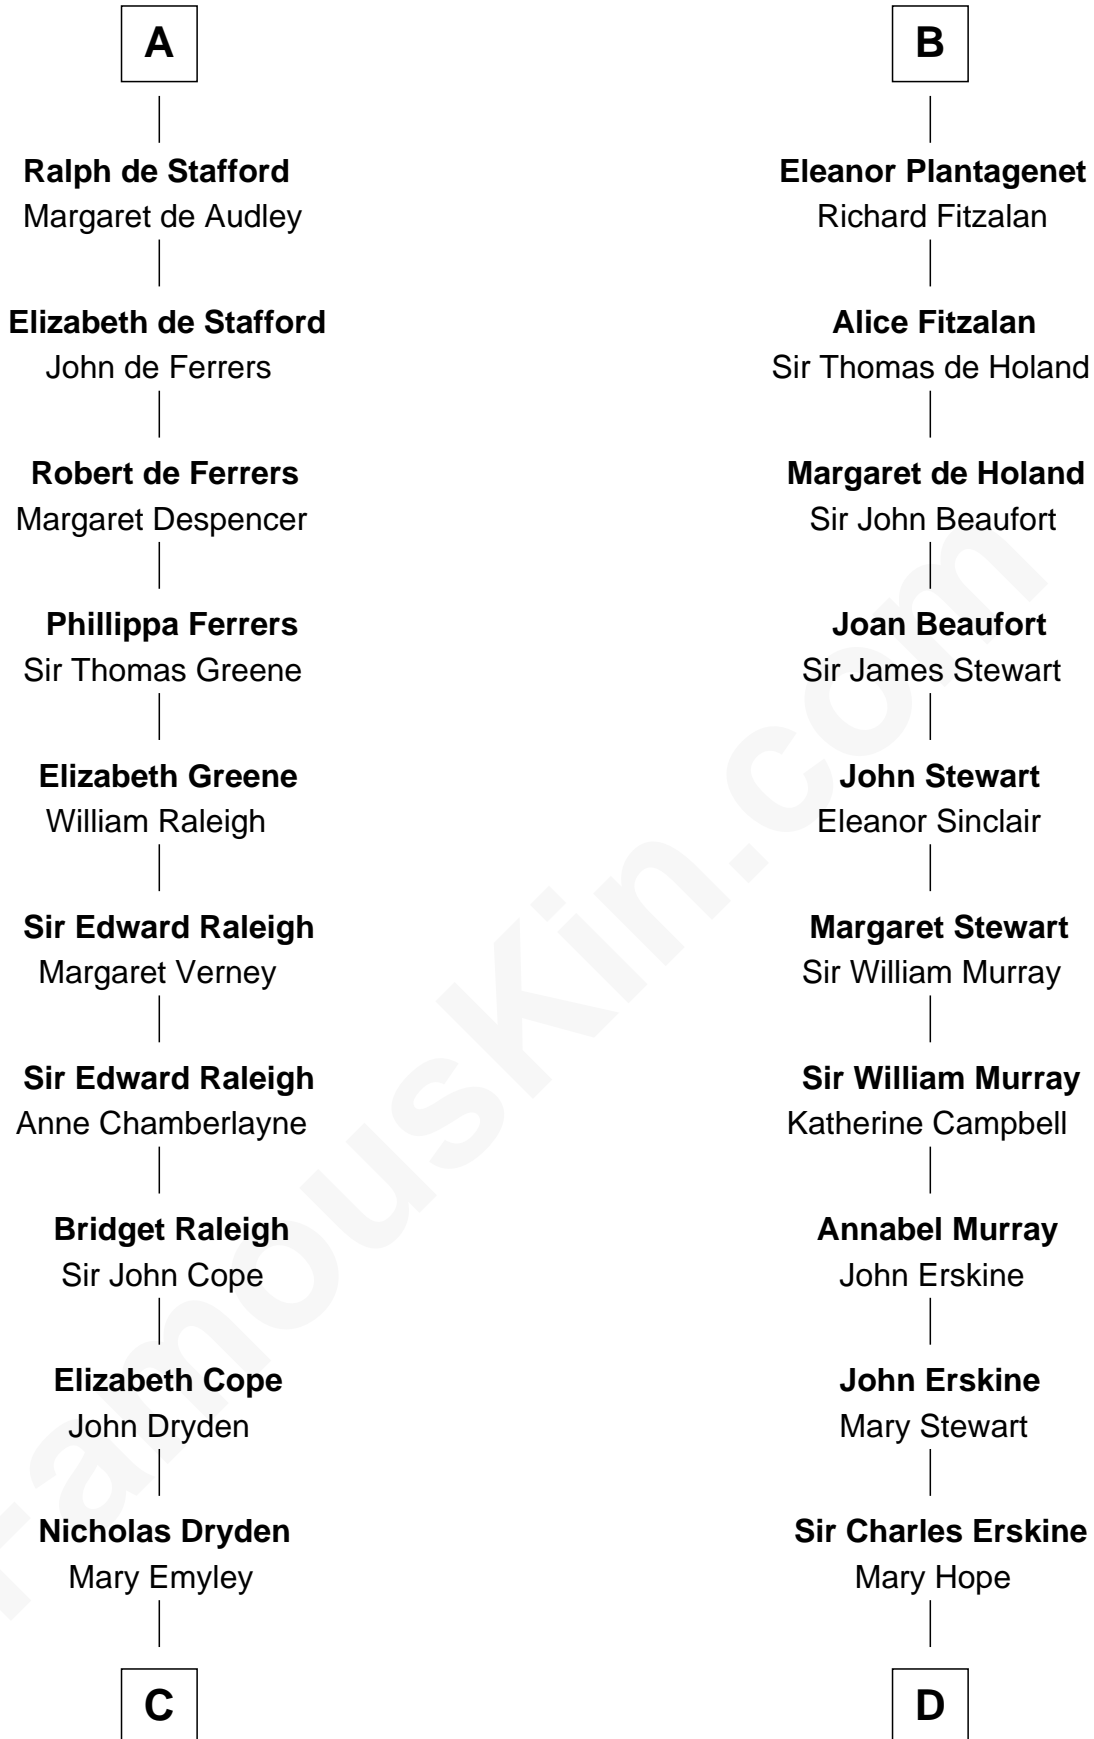 A
Ralph de Stafford
Margaret de Audley
Elizabeth de Stafford
John de Ferrers
Robert de Ferrers
Margaret Despencer
Phillippa Ferrers
Sir Thomas Greene
Elizabeth Greene
William Raleigh
Sir Edward Raleigh
Margaret Verney
Sir Edward Raleigh
Anne Chamberlayne
Bridget Raleigh
Sir John Cope
Elizabeth Cope
John Dryden
Nicholas Dryden
Mary Emyley
C
B
Eleanor Plantagenet
Richard Fitzalan
Alice Fitzalan
Sir Thomas de Holand
Margaret de Holand
Sir John Beaufort
Joan Beaufort
Sir James Stewart
John Stewart
Eleanor Sinclair
Margaret Stewart
Sir William Murray
Sir William Murray
Katherine Campbell
Annabel Murray
John Erskine
John Erskine
Mary Stewart
Sir Charles Erskine
Mary Hope
D
FamousKin.com